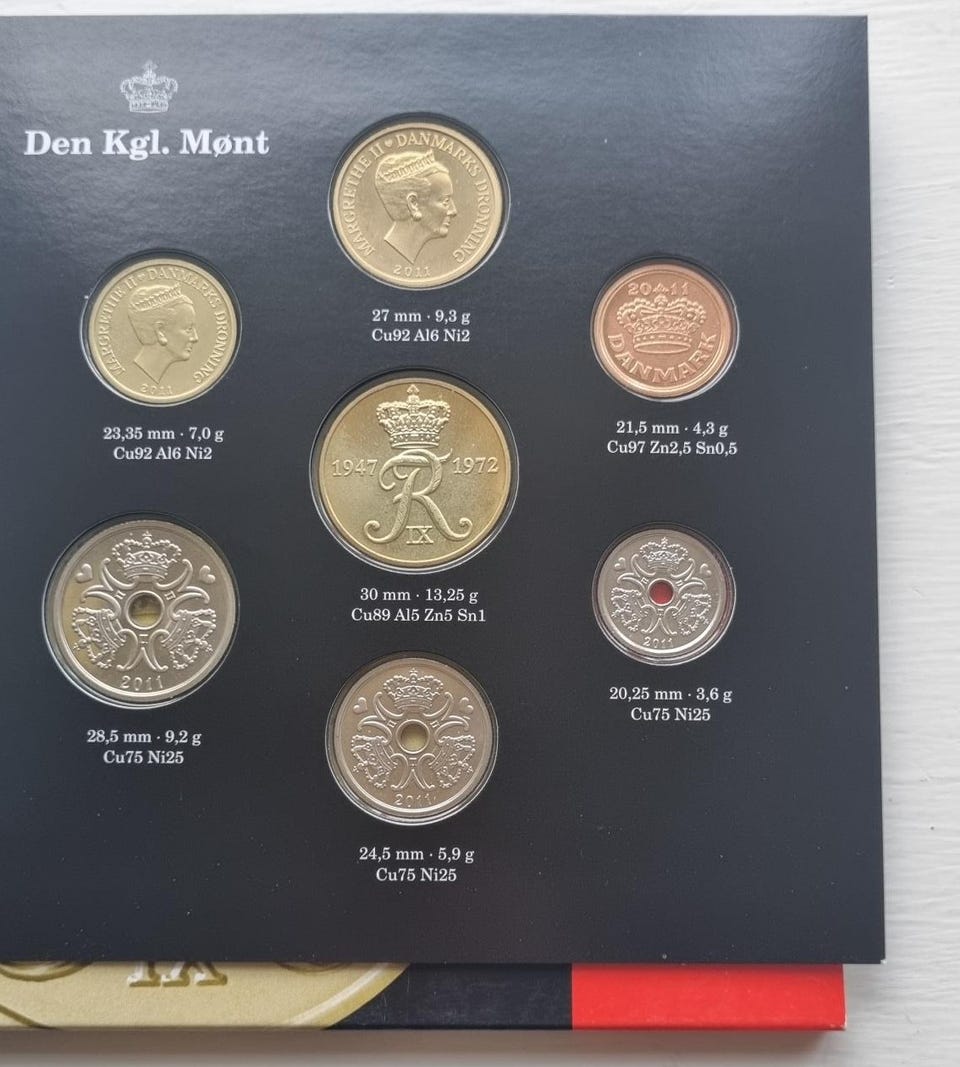 Den Kgl. Mønt
MARGRETHE II ♥ DANMARKS DRONNING
2011
27 mm · 9,3 g
Cu92 Al6 Ni2
MARGRETHE II ♥ DANMARKS DRONNING
2011
23,35 mm · 7,0 g
Cu92 Al6 Ni2
2011
DANMARK
21,5 mm · 4,3 g
Cu97 Zn2,5 Sn0,5
1947 FR 1972
IX
30 mm · 13,25 g
Cu89 Al5 Zn5 Sn1
2011
28,5 mm · 9,2 g
Cu75 Ni25
2011
20,25 mm · 3,6 g
Cu75 Ni25
2011
24,5 mm · 5,9 g
Cu75 Ni25
IX